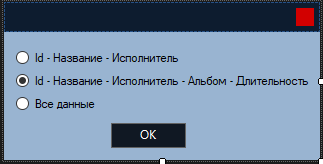 Id - Название - Исполнитель
Id - Название - Исполнитель - Альбом - Длительность
Все данные
OK